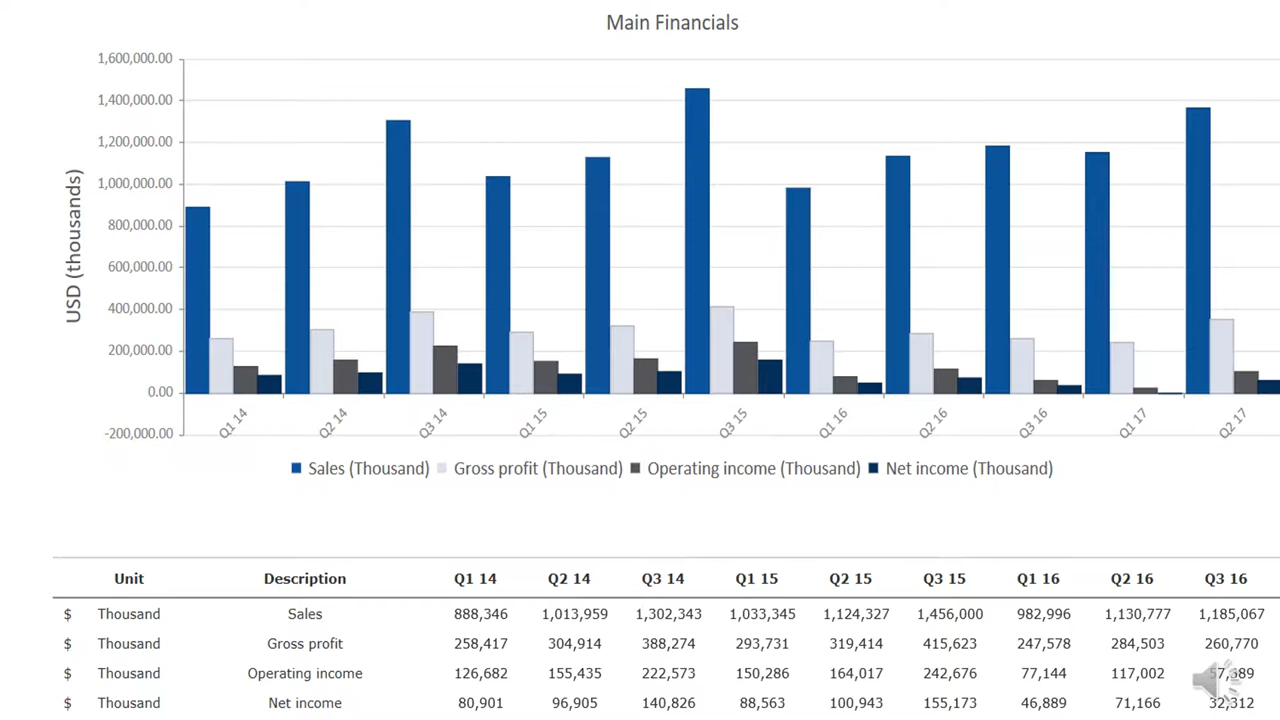 Main Financials
1,600,000.00
1,400,000.00
1,200,000.00
1,000,000.00
800,000.00
600,000.00
400,000.00
200,000.00
0.00
-200,000.00
USD (thousands)
Q1 14 Q2 14 Q3 14 Q1 15 Q2 15 Q3 15 Q1 16 Q2 16 Q3 16 Q1 17 Q2 17
Sales (Thousand) Gross profit (Thousand) Operating income (Thousand) Net income (Thousand)
Unit Description Q1 14 Q2 14 Q3 14 Q1 15 Q2 15 Q3 15 Q1 16 Q2 16 Q3 16
$ Thousand Sales 888,346 1,013,959 1,302,343 1,033,345 1,124,327 1,456,000 982,996 1,130,777 1,185,067
$ Thousand Gross profit 258,417 304,914 388,274 293,731 319,414 415,623 247,578 284,503 260,770
$ Thousand Operating income 126,682 155,435 222,573 150,286 164,017 242,676 77,144 117,002
$ Thousand Net income 80,901 96,905 140,826 88,563 100,943 155,173 46,889 71,166 32,312